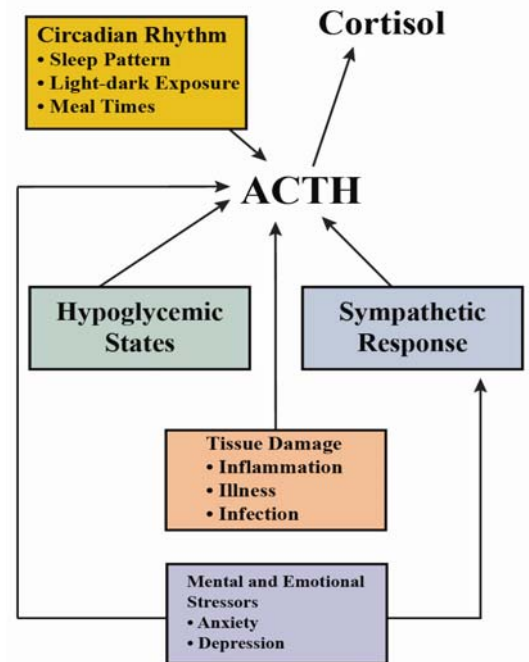 Circadian Rhythm
• Sleep Pattern
• Light-dark Exposure
• Meal Times
Cortisol
ACTH
Hypoglycemic
States
Sympathetic
Response
Tissue Damage
• Inflammation
• Illness
• Infection
Mental and Emotional
Stressors
• Anxiety
• Depression